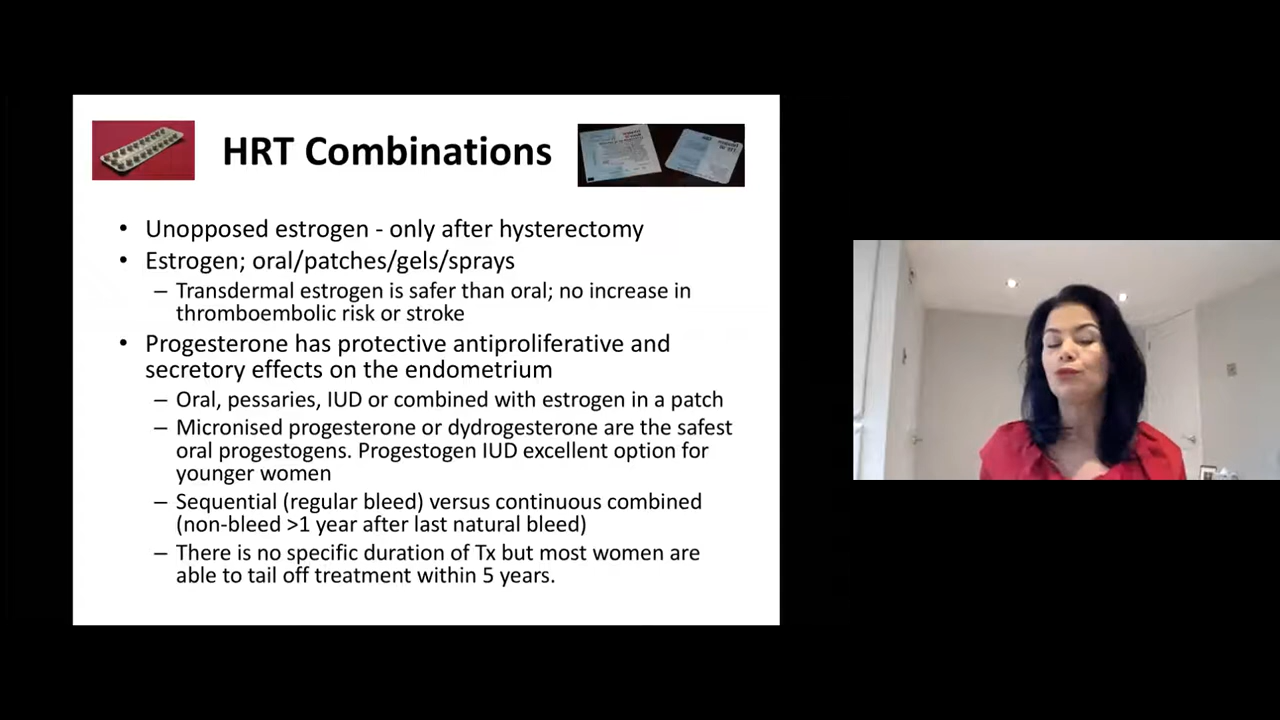 HRT Combinations
• Unopposed estrogen - only after hysterectomy
• Estrogen; oral/patches/gels/sprays
– Transdermal estrogen is safer than oral; no increase in
thromboembolic risk or stroke
• Progesterone has protective antiproliferative and
secretory effects on the endometrium
– Oral, pessaries, IUD or combined with estrogen in a patch
– Micronised progesterone or dydrogesterone are the safest
oral progestogens. Progestogen IUD excellent option for
younger women
– Sequential (regular bleed) versus continuous combined
(non-bleed >1 year after last natural bleed)
– There is no specific duration of Tx but most women are
able to tail off treatment within 5 years.